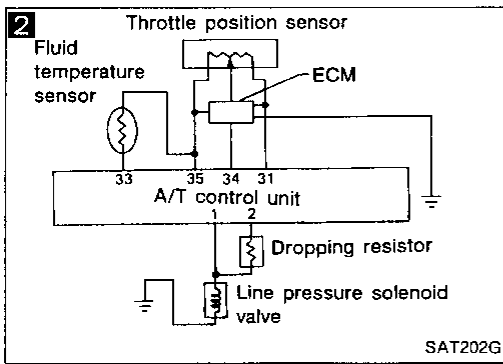 2
Throttle position sensor
Fluid
temperature
sensor
ECM
33 35 34 31
A/T control unit
1 2
Dropping resistor
Line pressure solenoid
valve
SAT202G